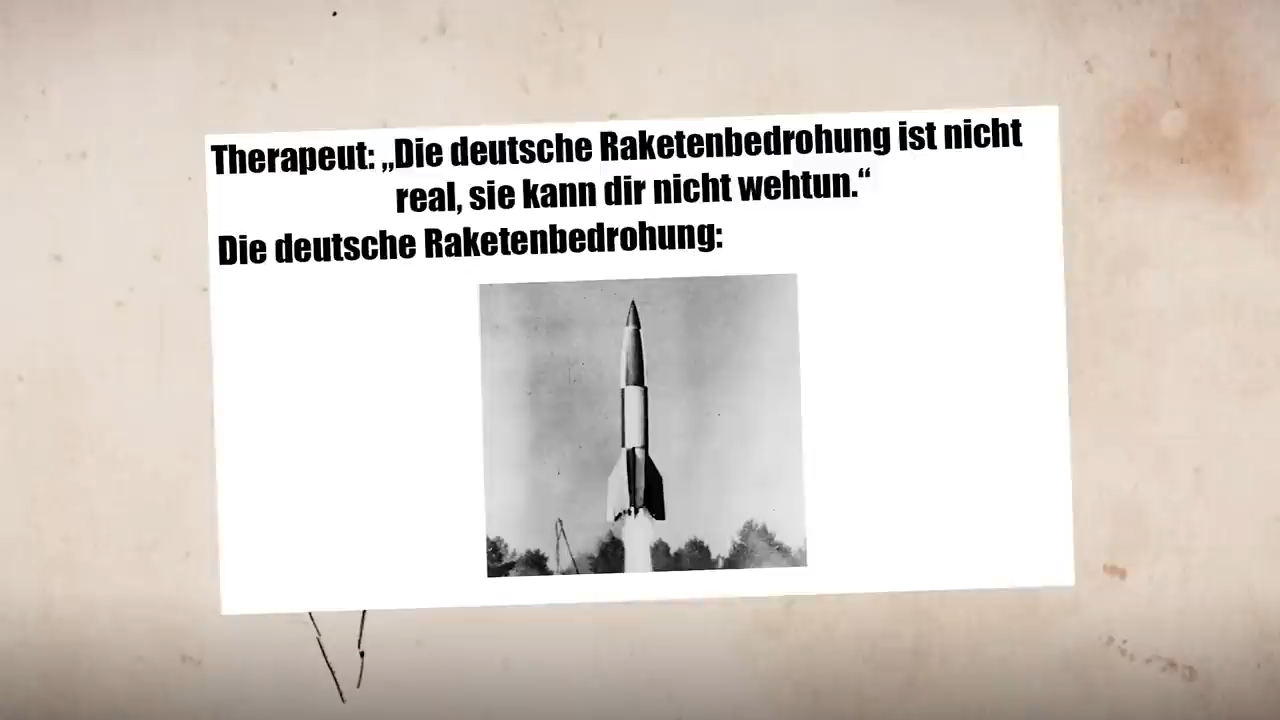 Therapeut: „Die deutsche Raketenbedrohung ist nicht
real, sie kann dir nicht wehtun.“
Die deutsche Raketenbedrohung: